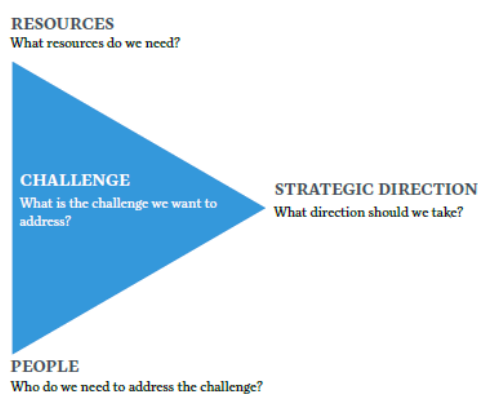 RESOURCES
What resources do we need?
CHALLENGE
What is the challenge we want to
address?
STRATEGIC DIRECTION
What direction should we take?
PEOPLE
Who do we need to address the challenge?